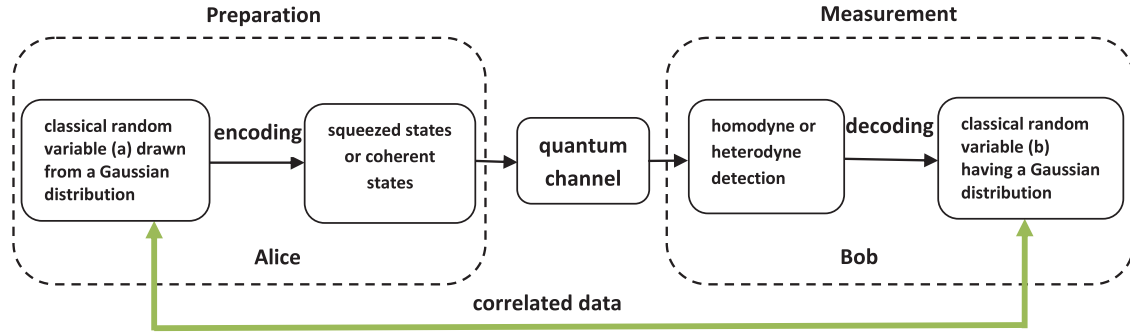 Preparation
Measurement
classical random
variable (a) drawn
from a Gaussian
distribution
encoding
squeezed states
or coherent
states
quantum
channel
homodyne or
heterodyne
detection
decoding
classical random
variable (b)
having a Gaussian
distribution
Alice
Bob
correlated data